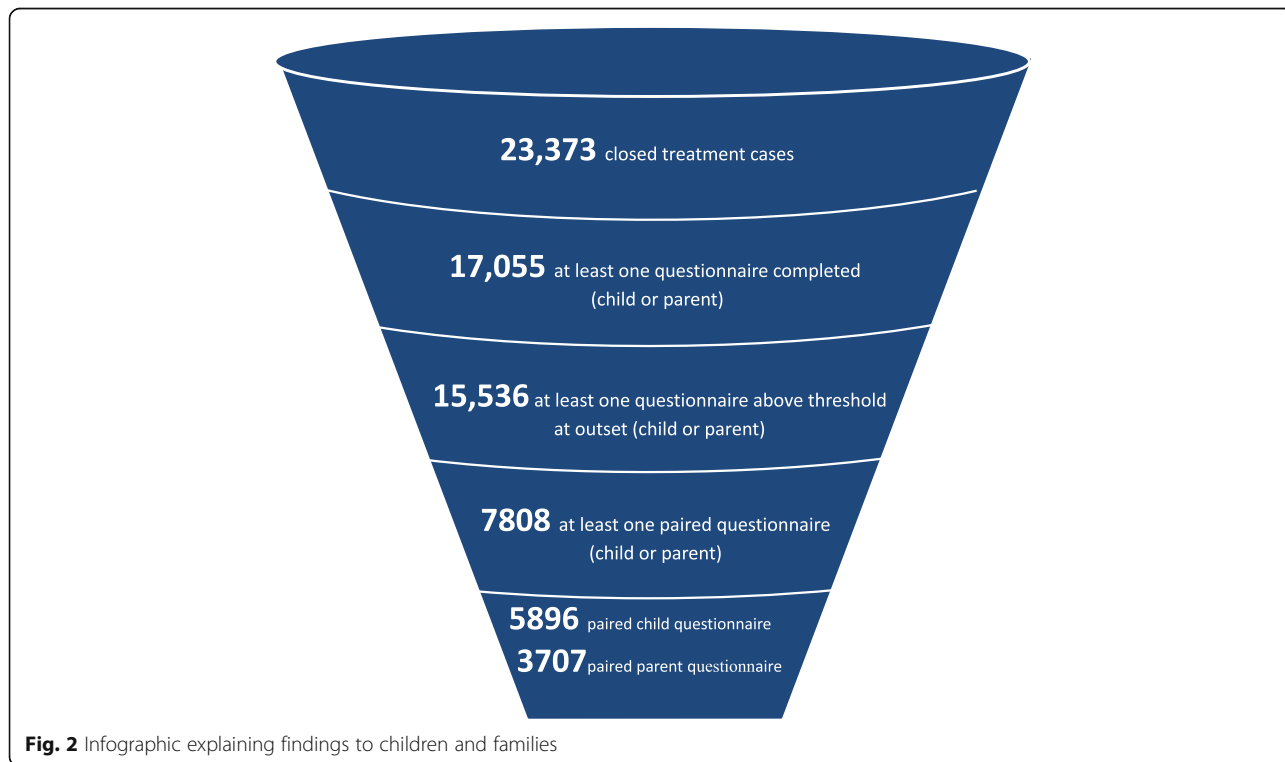 23,373 closed treatment cases
17,055 at least one questionnaire completed
(child or parent)
15,536 at least one questionnaire above threshold
at outset (child or parent)
7808 at least one paired questionnaire
(child or parent)
5896 paired child questionnaire
3707 paired parent questionnaire
Fig. 2 Infographic explaining findings to children and families